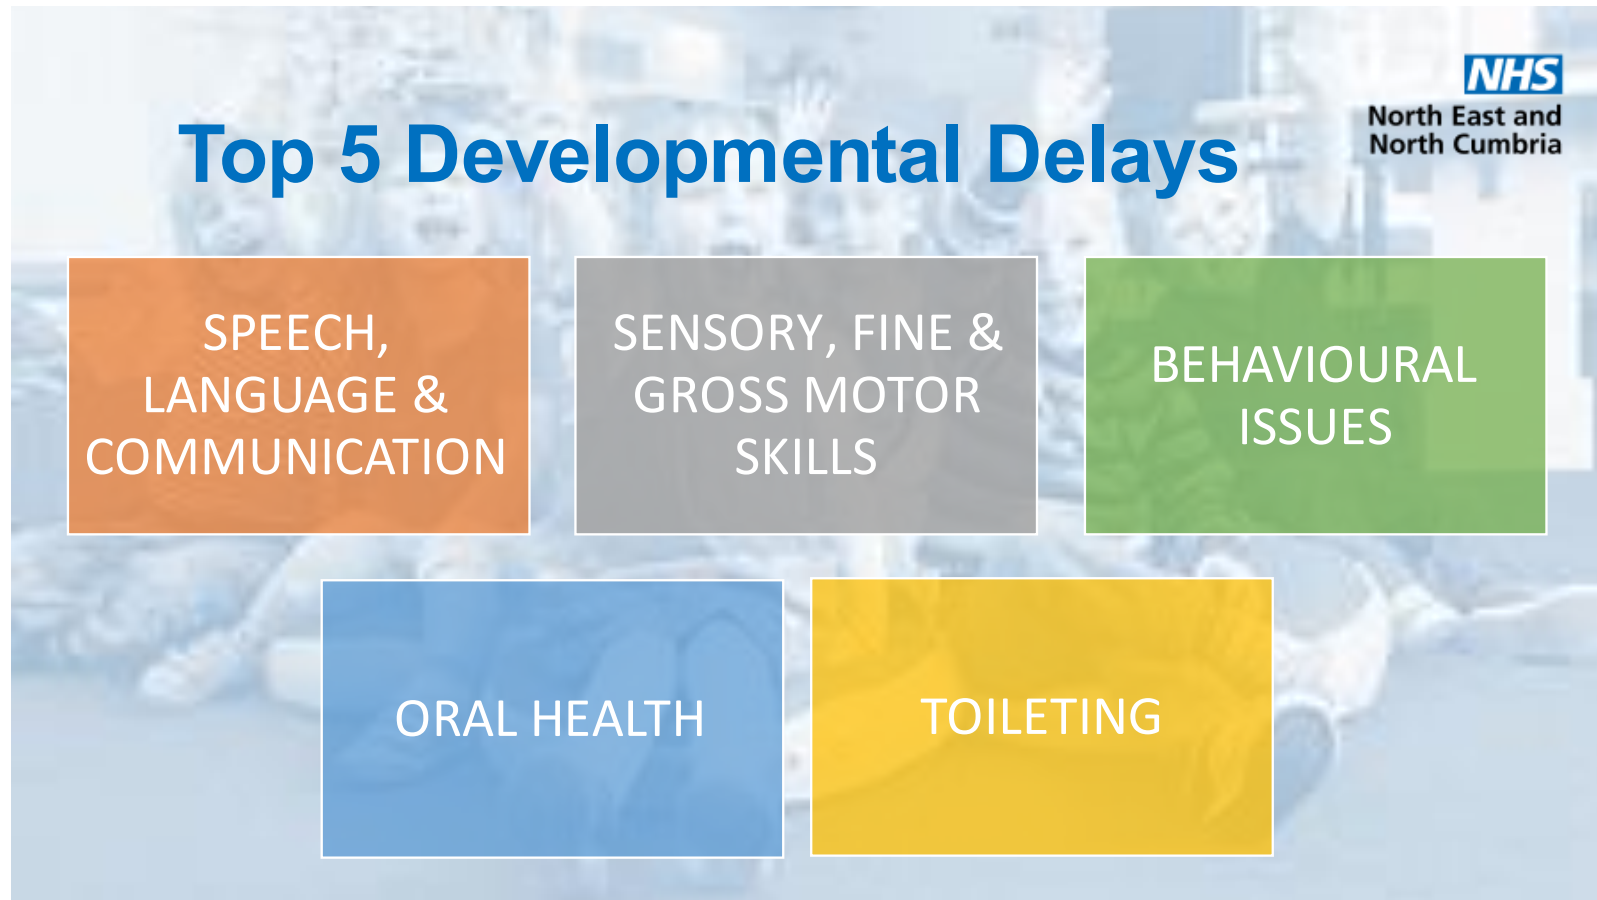 NHS
North East and
North Cumbria
Top 5 Developmental Delays
SPEECH,
LANGUAGE &
COMMUNICATION
SENSORY, FINE &
GROSS MOTOR
SKILLS
BEHAVIOURAL
ISSUES
ORAL HEALTH
TOILETING